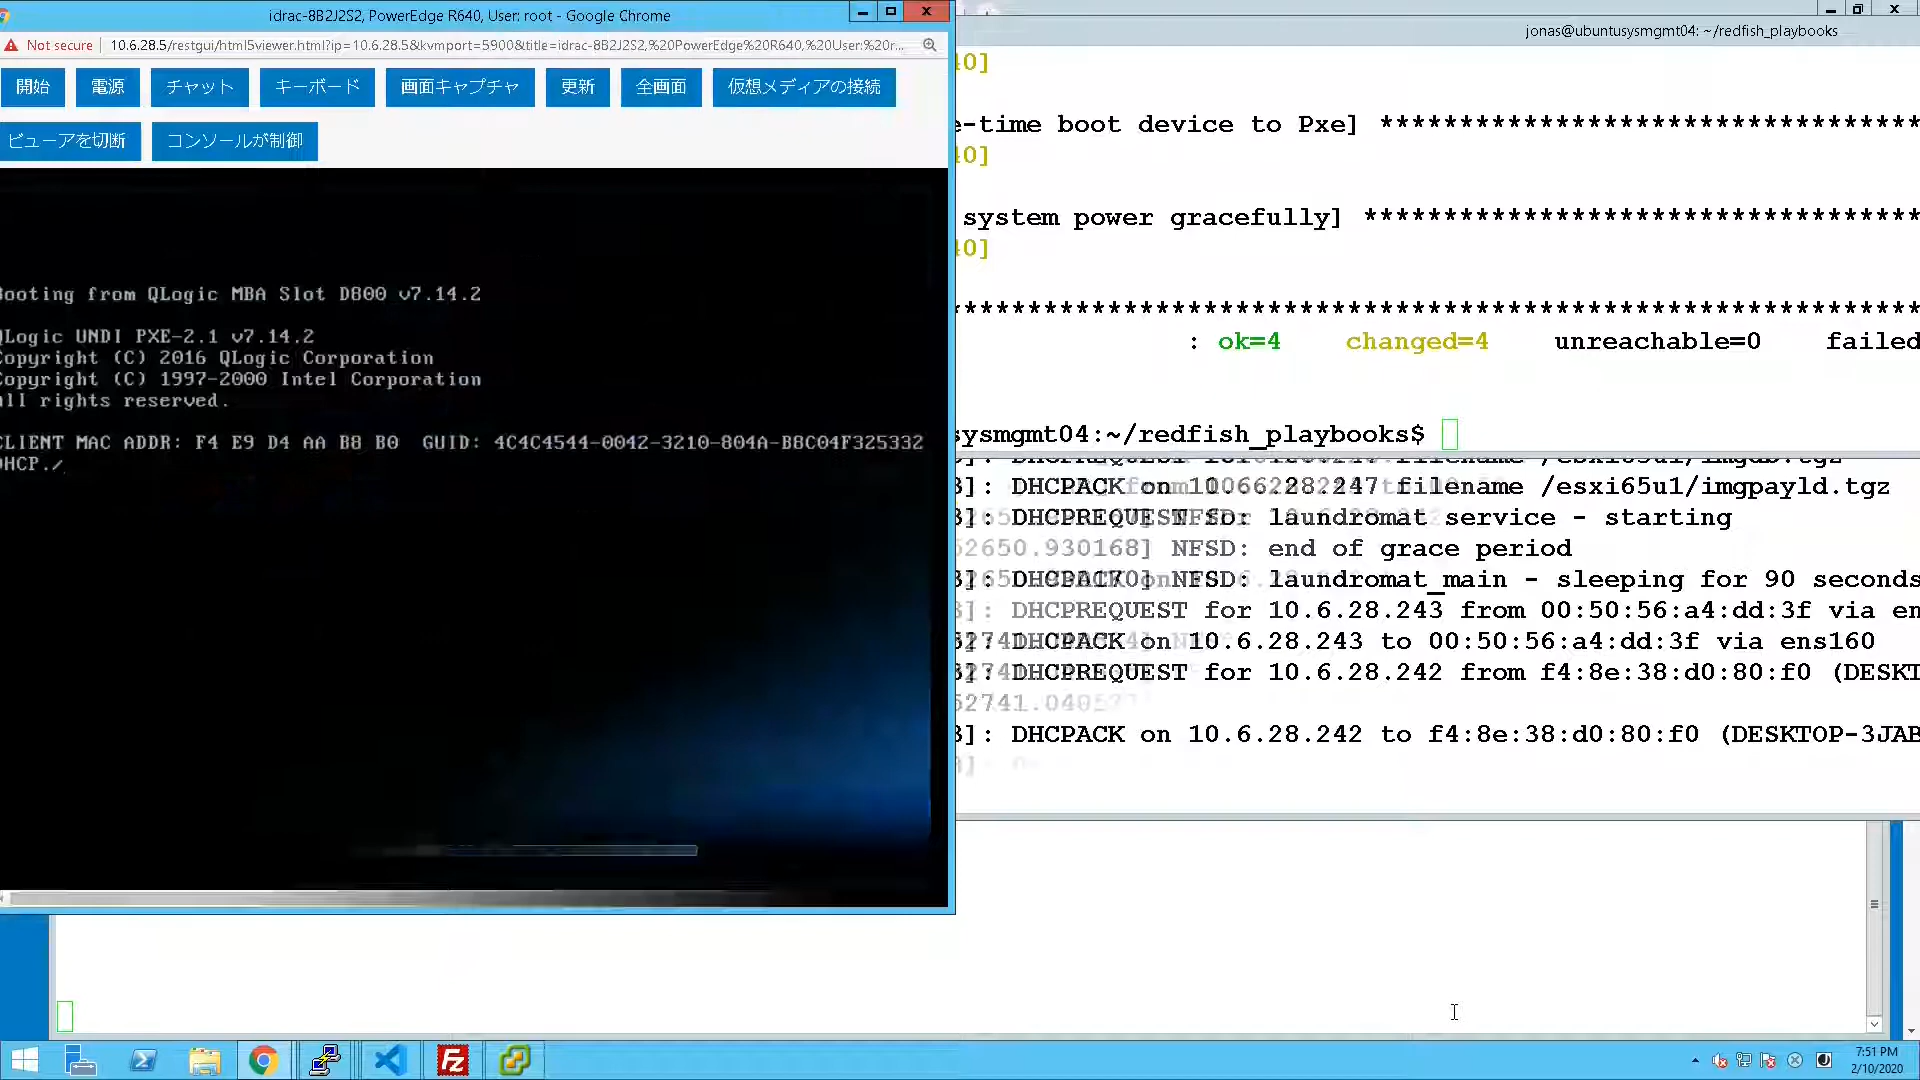 idrac-8B2J2S2, PowerEdge R640, User: root - Google Chrome
Not secure
10.6.28.5/restgui/html5viewer.html?ip=10.6.28.5&kvmport=5900&title=idrac-8B2J2S2,%20PowerEdge%20R640,%20User:%20r...
開始 電源 チャット キーボード 画面キャプチャ 更新 全画面 仮想メディアの接続
ビューアを切断 コンソールが制御
Booting from QLogic MBA Slot D800 v7.14.2
QLogic UNDI PXE-2.1 v7.14.2
Copyright (C) 2016 QLogic Corporation
Copyright (C) 1997-2000 Intel Corporation
All rights reserved.
CLIENT MAC ADDR: F4 E9 D4 AA B8 B0 GUID: 4C4C4544-0042-3210-804A-B8C04F325332
DHCP./
jonas@ubuntusysmgmt04: ~/redfish_playbooks
40]
e-time boot device to Pxe] **********************************
40]
system power gracefully] ***********************************
40]
*************************************************************
: ok=4 changed=4 unreachable=0 failed
sysmgmt04:~/redfish_playbooks$
3]: DHCPACK on filename /esxi65u1/imgpayld.tgz
3]: DHCPREQUEST NFSD: laundromat service - starting
52650.930168] NFSD: end of grace period
3]: DHCPACK NFSD: laundromat_main - sleeping for 90 seconds
3]: DHCPREQUEST for 10.6.28.243 from 00:50:56:a4:dd:3f via en
DHCPACK on 10.6.28.243 to 00:50:56:a4:dd:3f via ens160
DHCPREQUEST for 10.6.28.242 from f4:8e:38:d0:80:f0 (DESKT
3]: DHCPACK on 10.6.28.242 to f4:8e:38:d0:80:f0 (DESKTOP-3JAB
7:51 PM
2/10/2020